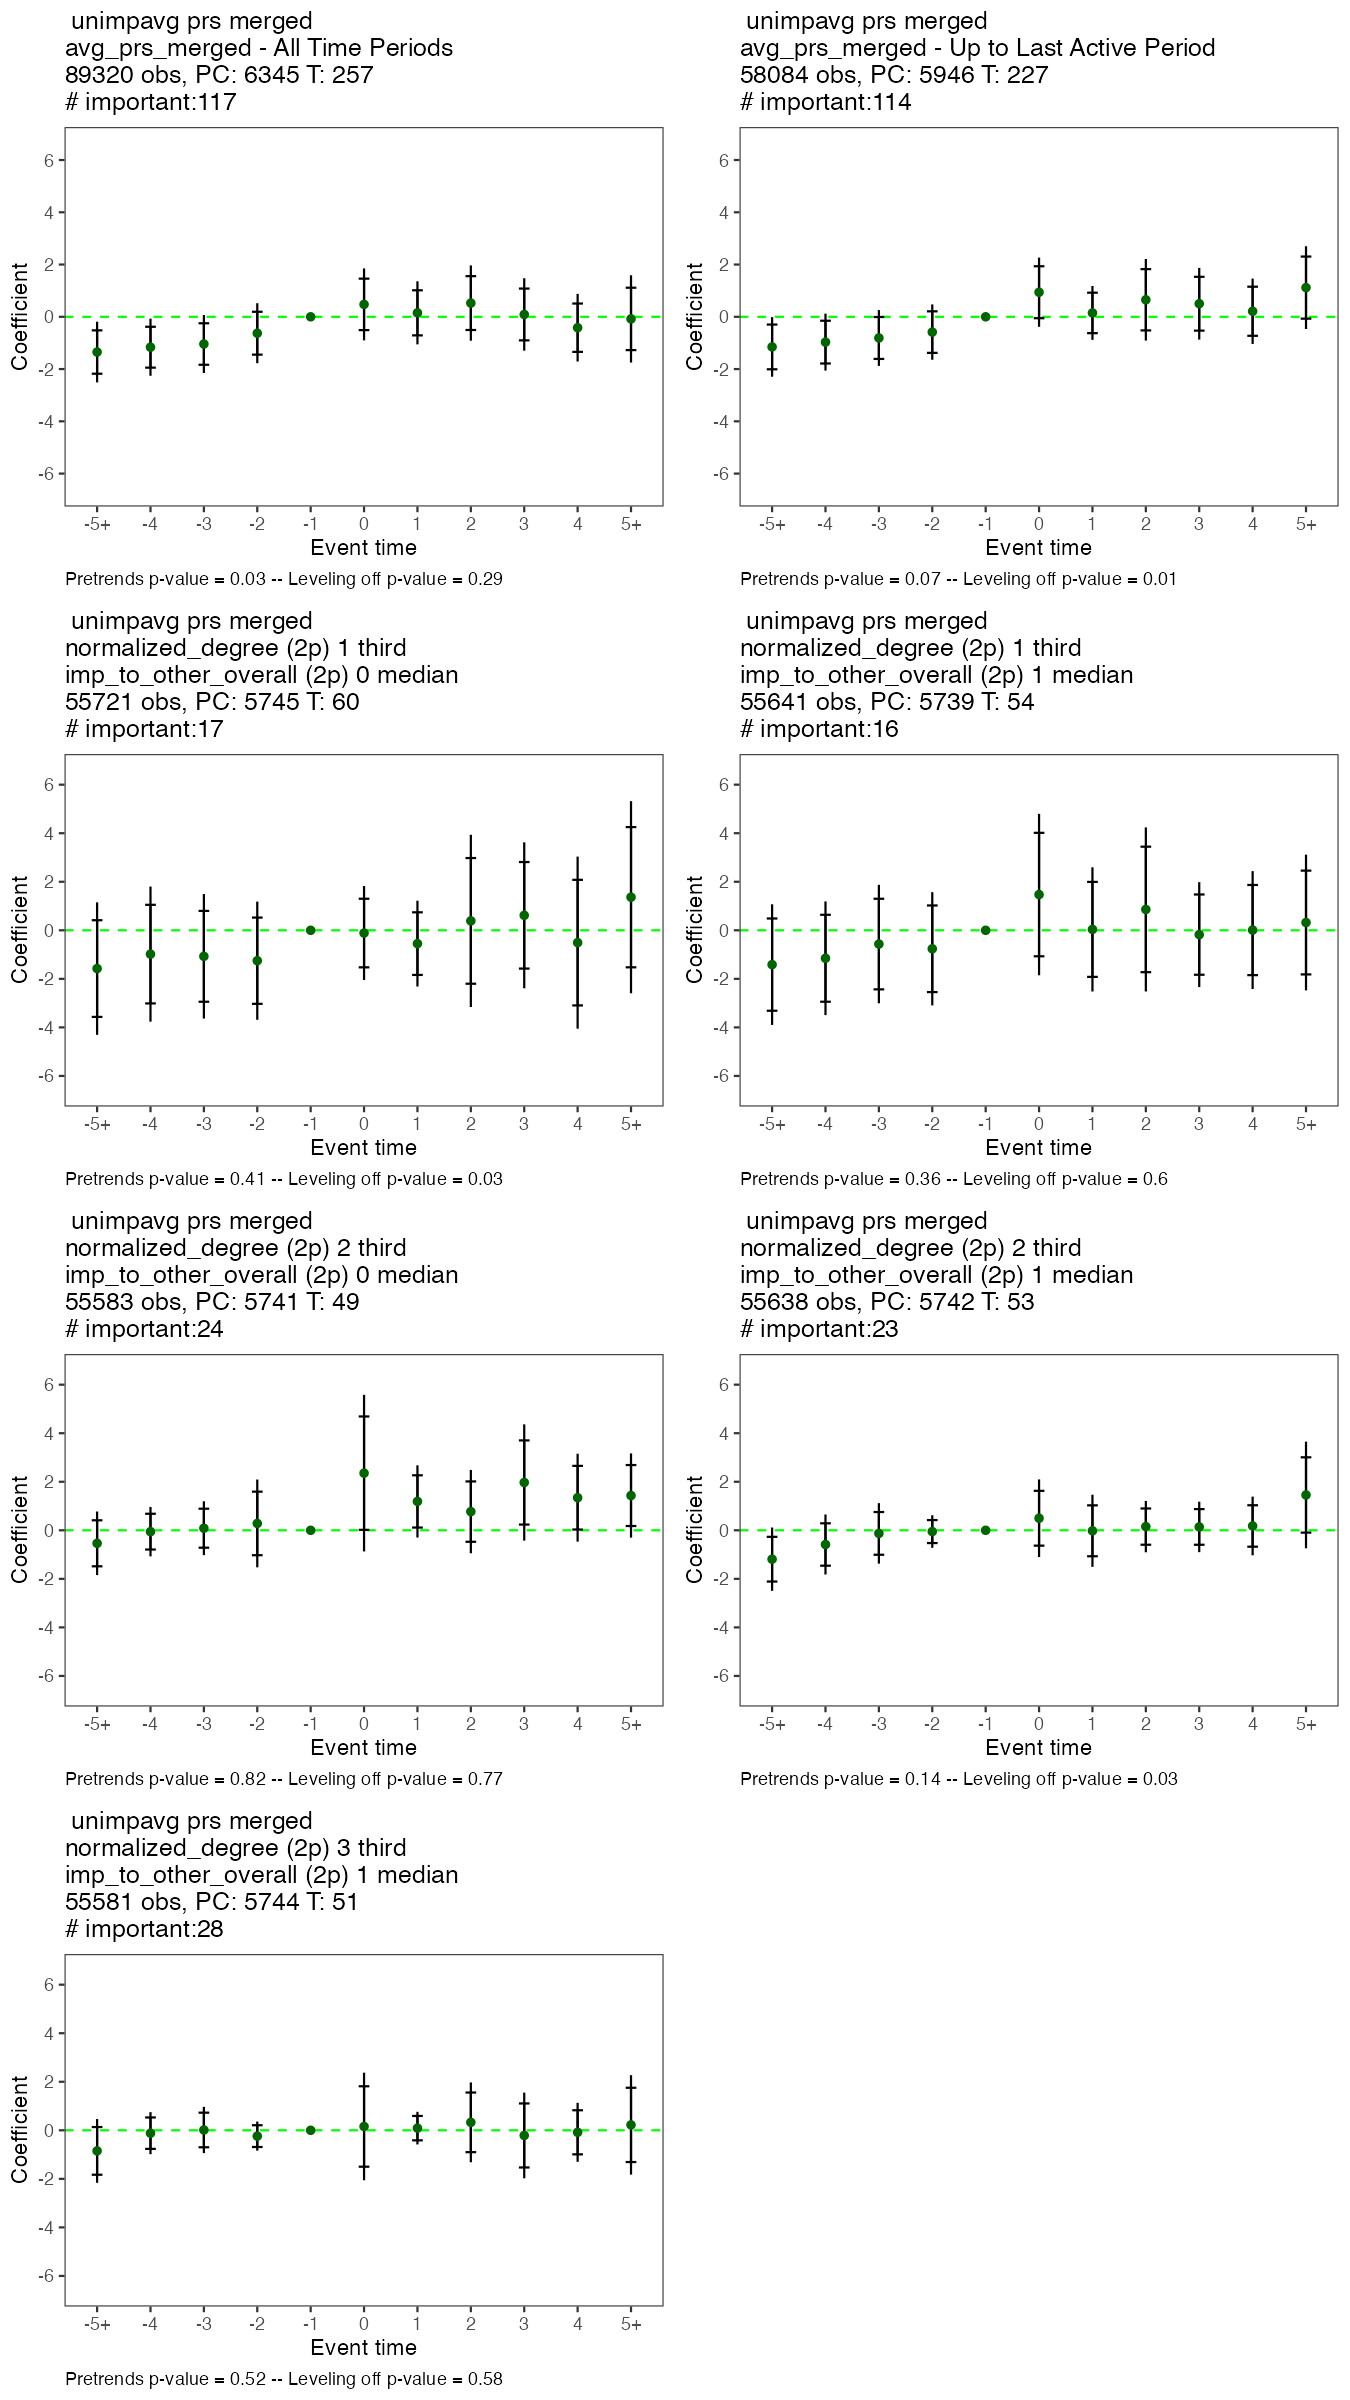 unimpavg prs merged
avg_prs_merged - All Time Periods
89320 obs, PC: 6345 T: 257
# important:117
6
4
2
0
-2
-4
-6
Coefficient
-5+ -4 -3 -2 -1 0 1 2 3 4 5+
Event time
Pretrends p-value = 0.03 -- Leveling off p-value = 0.29
unimpavg prs merged
avg_prs_merged - Up to Last Active Period
58084 obs, PC: 5946 T: 227
# important:114
6
4
2
0
-2
-4
-6
Coefficient
-5+ -4 -3 -2 -1 0 1 2 3 4 5+
Event time
Pretrends p-value = 0.07 -- Leveling off p-value = 0.01
unimpavg prs merged
normalized_degree (2p) 1 third
imp_to_other_overall (2p) 0 median
55721 obs, PC: 5745 T: 60
# important:17
6
4
2
0
-2
-4
-6
Coefficient
-5+ -4 -3 -2 -1 0 1 2 3 4 5+
Event time
Pretrends p-value = 0.41 -- Leveling off p-value = 0.03
unimpavg prs merged
normalized_degree (2p) 1 third
imp_to_other_overall (2p) 1 median
55641 obs, PC: 5739 T: 54
# important:16
6
4
2
0
-2
-4
-6
Coefficient
-5+ -4 -3 -2 -1 0 1 2 3 4 5+
Event time
Pretrends p-value = 0.36 -- Leveling off p-value = 0.6
unimpavg prs merged
normalized_degree (2p) 2 third
imp_to_other_overall (2p) 0 median
55583 obs, PC: 5741 T: 49
# important:24
6
4
2
0
-2
-4
-6
Coefficient
-5+ -4 -3 -2 -1 0 1 2 3 4 5+
Event time
Pretrends p-value = 0.82 -- Leveling off p-value = 0.77
unimpavg prs merged
normalized_degree (2p) 2 third
imp_to_other_overall (2p) 1 median
55638 obs, PC: 5742 T: 53
# important:23
6
4
2
0
-2
-4
-6
Coefficient
-5+ -4 -3 -2 -1 0 1 2 3 4 5+
Event time
Pretrends p-value = 0.14 -- Leveling off p-value = 0.03
unimpavg prs merged
normalized_degree (2p) 3 third
imp_to_other_overall (2p) 1 median
55581 obs, PC: 5744 T: 51
# important:28
6
4
2
0
-2
-4
-6
Coefficient
-5+ -4 -3 -2 -1 0 1 2 3 4 5+
Event time
Pretrends p-value = 0.52 -- Leveling off p-value = 0.58